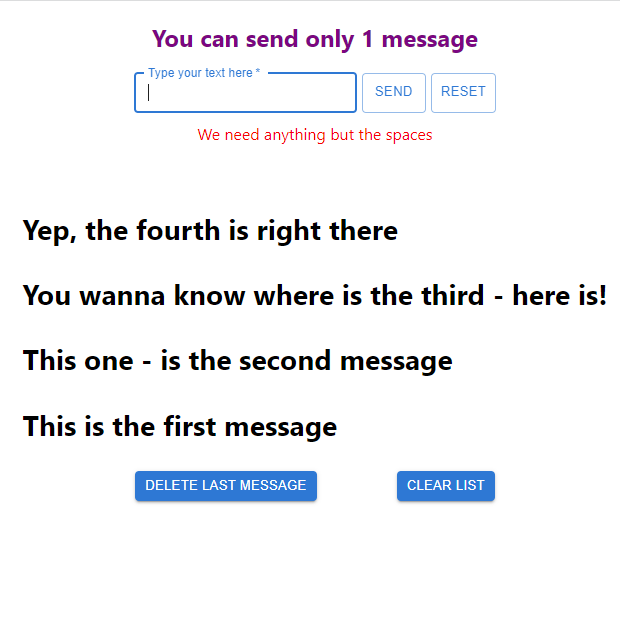 You can send only 1 message
Type your text here *
SEND
RESET
We need anything but the spaces
Yep, the fourth is right there
You wanna know where is the third - here is!
This one - is the second message
This is the first message
DELETE LAST MESSAGE
CLEAR LIST